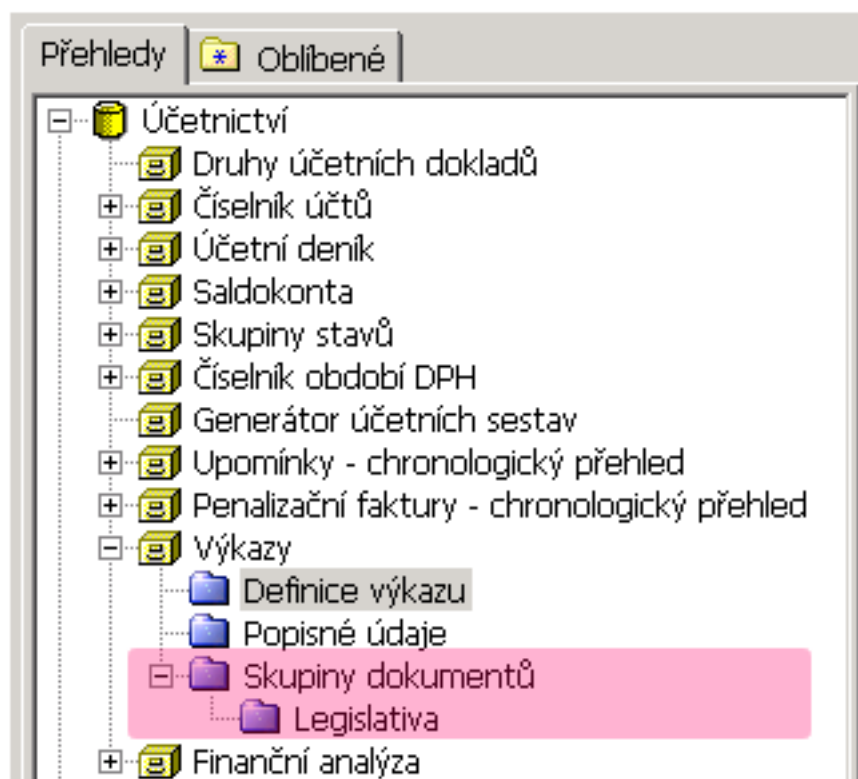 Přehledy
Oblíbené
Účetnictví
Druhy účetních dokladů
Číselník účtů
Účetní deník
Saldokonta
Skupiny stavů
Číselník období DPH
Generátor účetních sestav
Upomínky - chronologický přehled
Penalizační faktury - chronologický přehled
Výkazy
Definice výkazu
Popisné údaje
Skupiny dokumentů
Legislativa
Finanční analýza